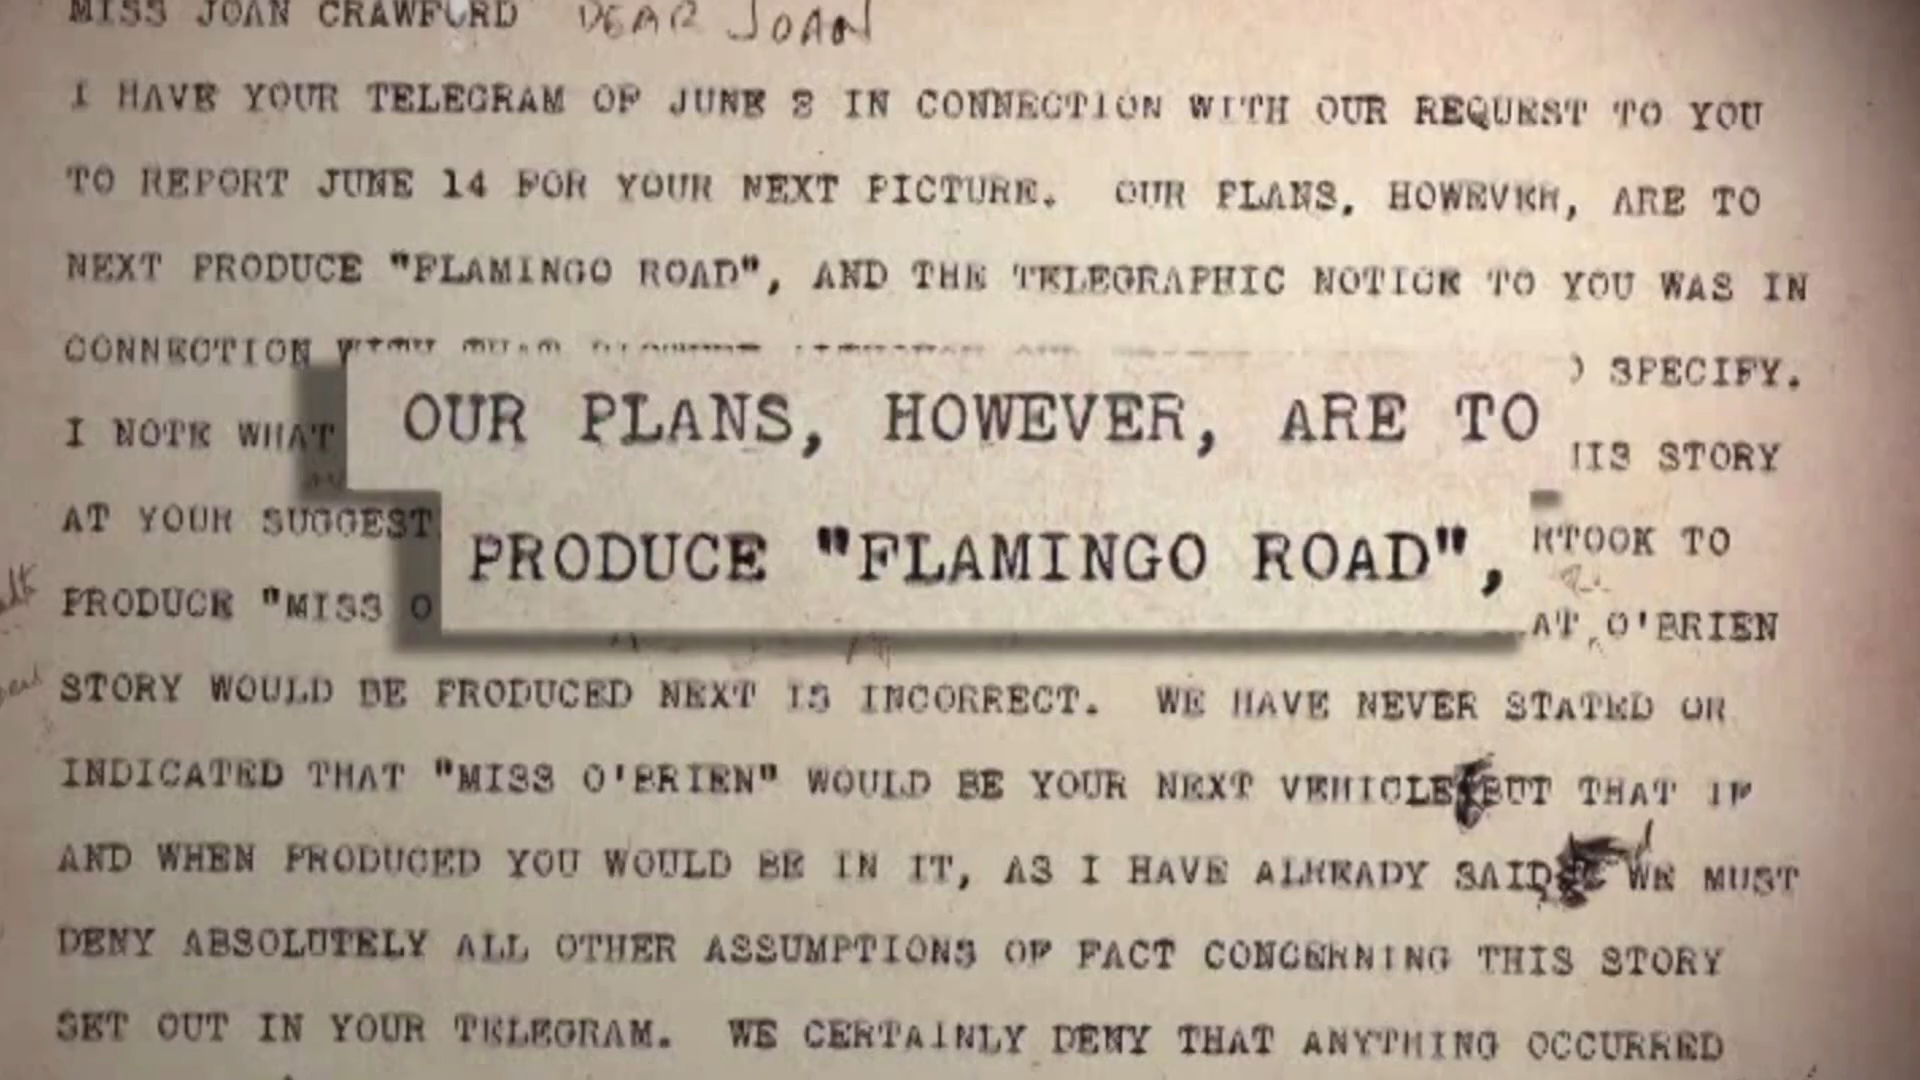 MISS JOAN CRAWFORD DEAR JOAN
I HAVE YOUR TELEGRAM OF JUNE 8 IN CONNECTION WITH OUR REQUEST TO YOU
TO REPORT JUNE 14 FOR YOUR NEXT PICTURE. OUR PLANS, HOWEVER, ARE TO
NEXT PRODUCE "FLAMINGO ROAD", AND THE TELEGRAPHIC NOTICE TO YOU WAS IN
CONNECTION WITH THAT SPECIFY.
OUR PLANS, HOWEVER, ARE TO
I NOTE WHAT STORY
AT YOUR TO
PRODUCE "FLAMINGO ROAD",
PRODUCE "MISS O'BRIEN
STORY WOULD BE PRODUCED NEXT IS INCORRECT. WE HAVE NEVER STATED OR
INDICATED THAT "MISS O'BRIEN" WOULD BE YOUR NEXT VEHICLE BUT THAT IF
AND WHEN PRODUCED YOU WOULD BE IN IT, AS I HAVE ALREADY SAID WE MUST
DENY ABSOLUTELY ALL OTHER ASSUMPTIONS OF FACT CONCERNING THIS STORY
SET OUT IN YOUR TELEGRAM. WE CERTAINLY DENY THAT ANYTHING OCCURRED